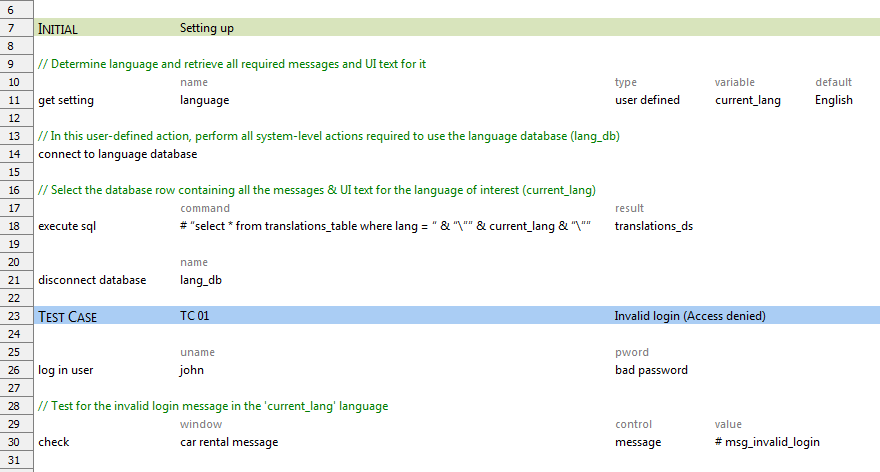 6
7 INITIAL Setting up
8
9 // Determine language and retrieve all required messages and UI text for it
10 name type variable default
11 get setting language user defined current_lang English
12
13 // In this user-defined action, perform all system-level actions required to use the language database (lang_db)
14 connect to language database
15
16 // Select the database row containing all the messages & UI text for the language of interest (current_lang)
17 command result
18 execute sql # "select * from translations_table where lang = " & "\"" & current_lang & "\"" translations_ds
19
20 name
21 disconnect database lang_db
22
23 TEST CASE TC 01 Invalid login (Access denied)
24
25 uname pword
26 log in user john bad password
27
28 // Test for the invalid login message in the 'current_lang' language
29 window control value
30 check car rental message message # msg_invalid_login
31